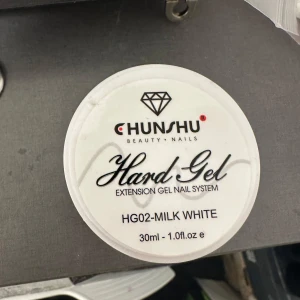 CHUNSHU
BEAUTY • NAILS
Hard Gel
EXTENSION GEL NAIL SYSTEM
HG02-MILK WHITE
30ml - 1.0fl.oz e